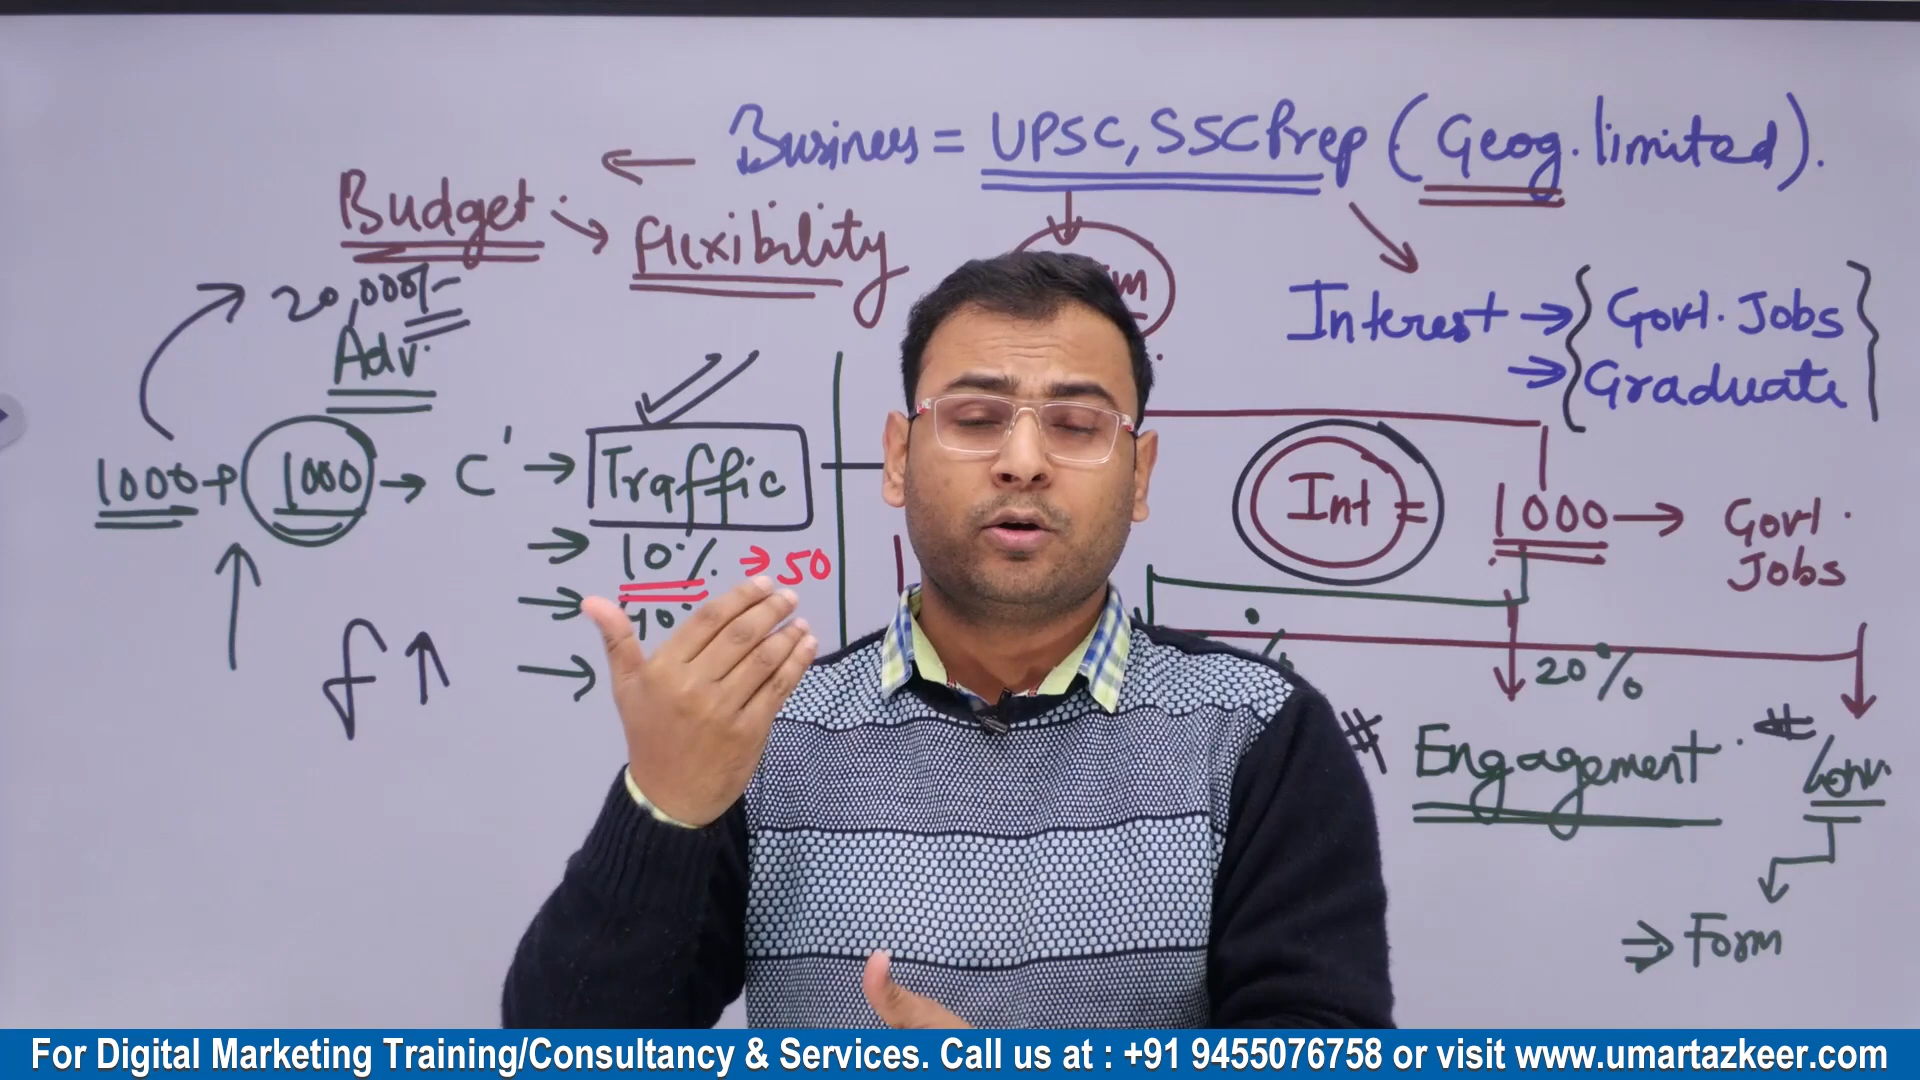 Business = UPSC, SSC Prep (Geog. limited).
Budget
Flexibility
20,000/-
Adv.
Interest → { Govt. Jobs }
→ Graduate
1000 + 1000 → C' → Traffic
→ 10% → 50
f ↑
Int = 1000 → Govt. Jobs
20%
# Engagement. # Conv.
⇒ Form
For Digital Marketing Training/Consultancy & Services. Call us at : +91 9455076758 or visit www.umartazkeer.com